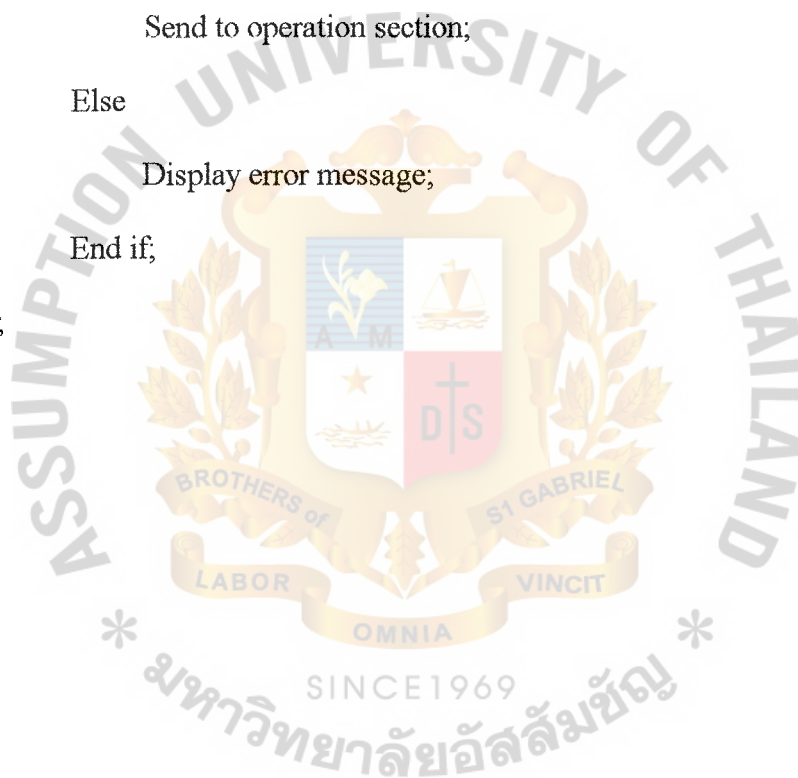 Send to operation section;
Else
Display error message;
End if;
;
ASSUMPTION UNIVERSITY OF THAILAND
A M
D S
BROTHERS of ST GABRIEL
LABOR VINCIT
OMNIA
SINCE1969
* มหาวิทยาลัยอัสสัมชัญ *